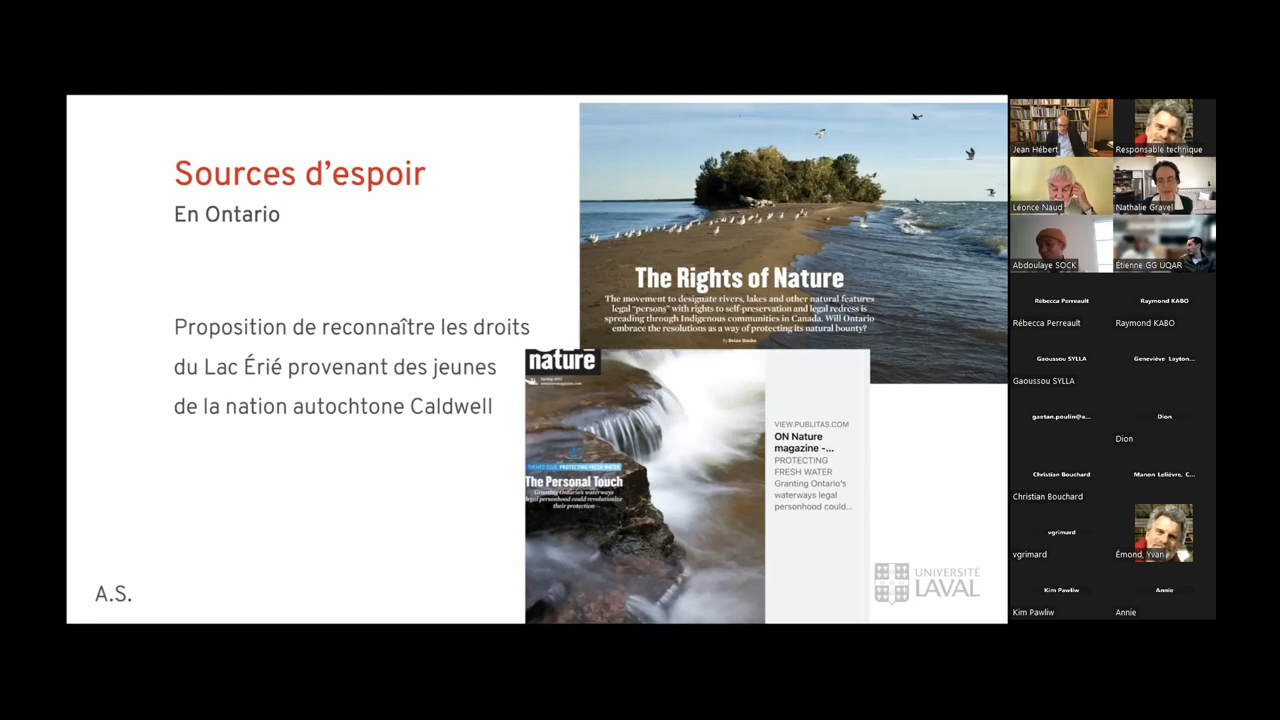 Sources d'espoir
En Ontario
Proposition de reconnaître les droits
du Lac Érié provenant des jeunes
de la nation autochtone Caldwell
A.S.
The Rights of Nature
The movement to designate rivers, lakes and other natural features
legal "persons" with rights to self-preservation and legal redress is
spreading through Indigenous communities in Canada. Will Ontario
embrace the resolutions as a way of protecting its natural bounty?
nature
PROTECTING FRESH WATER
The Personal Touch
Granting Ontario's waterways
legal personhood could revolutionize
their protection
VIEW.PUBLITAS.COM
ON Nature
magazine -...
PROTECTING
FRESH WATER
Granting Ontario's
waterways legal
personhood could...
UNIVERSITÉ
LAVAL
Jean Hébert
Responsable technique
Léonce Naud
Nathalie Gravel
Abdoulaye SOCK
Étienne GG UQAR
Rébecca Perreault
Raymond KABO
Rébecca Perreault
Raymond KABO
Gaoussou SYLLA
Geneviève Layton...
Gaoussou SYLLA
gaetan.poulin@a...
Dion
Dion
Christian Bouchard
Manon Lelièvre, C...
Christian Bouchard
vgrimard
vgrimard
Émond, Yvan
Kim Pawliw
Annie
Kim Pawliw
Annie